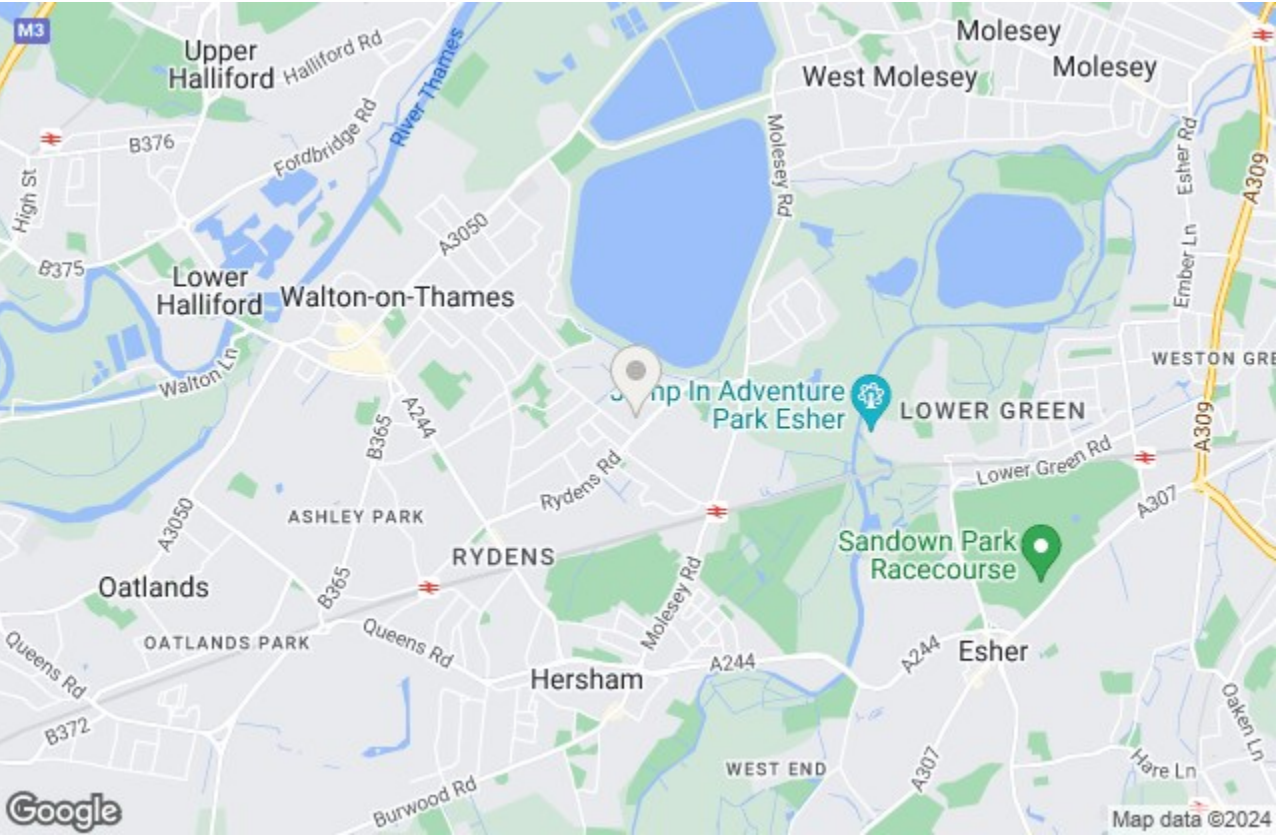 M3
Upper
Halliford
Halliford Rd
River Thames
Molesey
West Molesey
Molesey
B376
Fordbridge Rd
Molesey Rd
Esher Rd
A309
High St
A3050
B375
Lower
Halliford
Walton-on-Thames
Ember Ln
Walton Ln
WESTON GRE
In Adventure
Park Esher
LOWER GREEN
A244
B365
A309
Rydens Rd
Lower Green Rd
A307
A3050
ASHLEY PARK
RYDENS
Sandown Park
Racecourse
Oatlands
B365
Molesey Rd
OATLANDS PARK
Queens Rd
Queens Rd
Hersham
A244
A244
Esher
B372
Oaken Ln
WEST END
A307
Hare Ln
Burwood Rd
Google
Map data ©2024